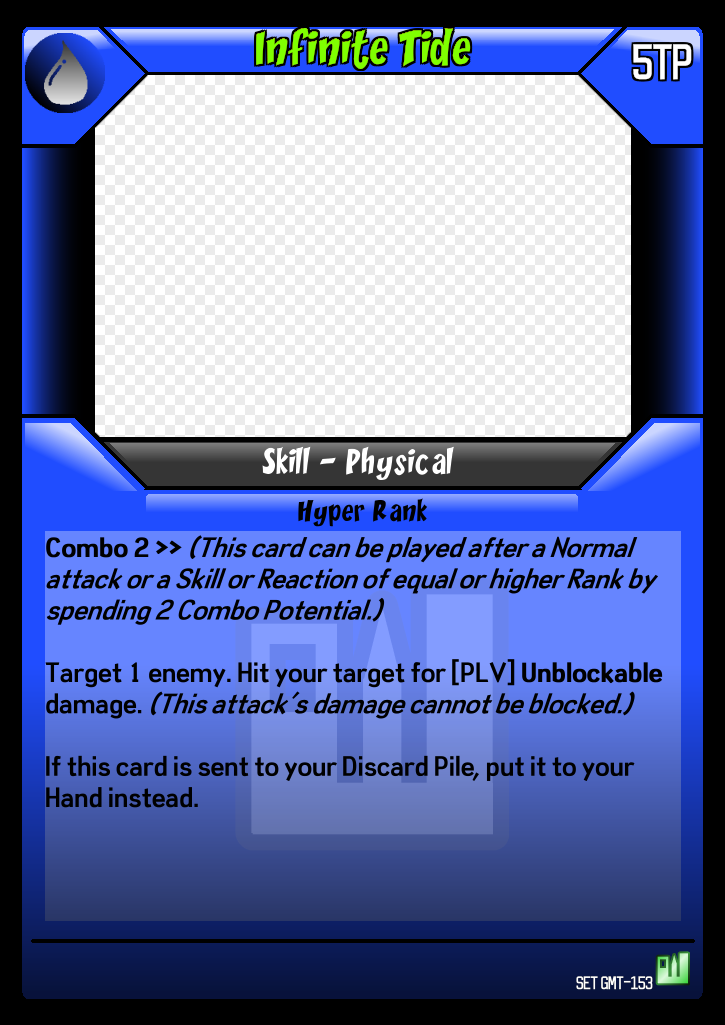 Infinite Tide
5TP
Skill - Physical
Hyper Rank
Combo 2 >> (This card can be played after a Normal
attack or a Skill or Reaction of equal or higher Rank by
spending 2 Combo Potential.)
Target 1 enemy. Hit your target for [PLV] Unblockable
damage. (This attack's damage cannot be blocked.)
If this card is sent to your Discard Pile, put it to your
Hand instead.
SET GMT-153